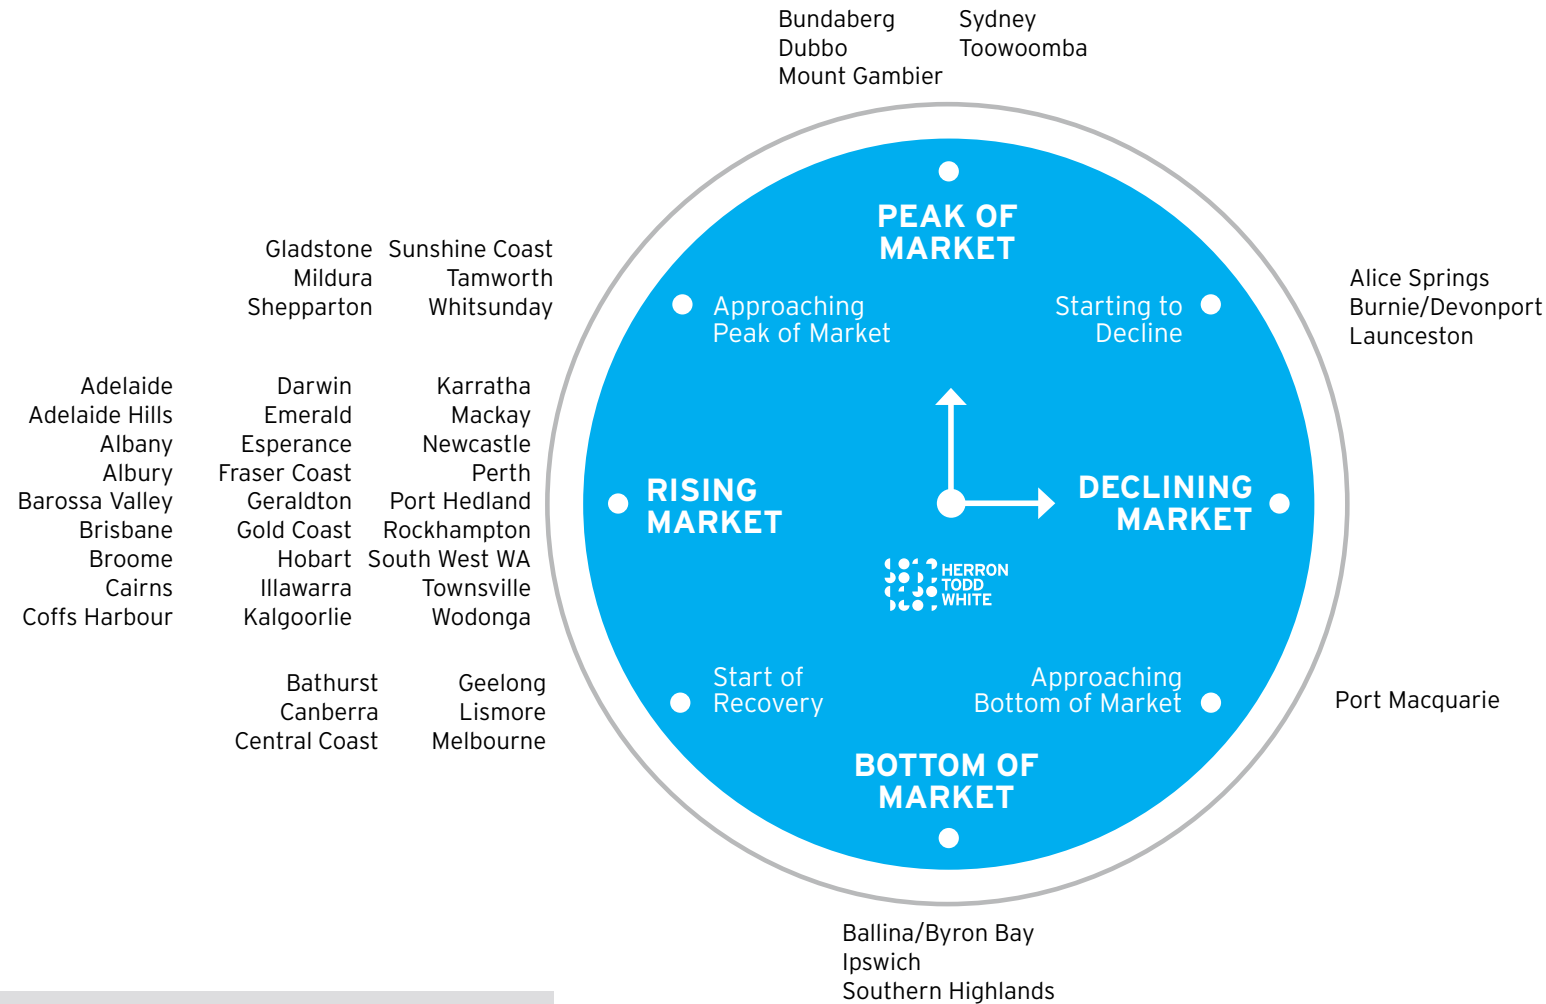 Bundaberg
Dubbo
Mount Gambier
Sydney
Toowoomba
PEAK OF
MARKET
Gladstone
Mildura
Shepparton
Sunshine Coast
Tamworth
Whitsunday
Approaching
Peak of Market
Starting to
Decline
Alice Springs
Burnie/Devonport
Launceston
Adelaide
Adelaide Hills
Albany
Albury
Barossa Valley
Brisbane
Broome
Cairns
Coffs Harbour
Darwin
Emerald
Esperance
Fraser Coast
Geraldton
Gold Coast
Hobart
Illawarra
Kalgoorlie
Karratha
Mackay
Newcastle
Perth
Port Hedland
Rockhampton
South West WA
Townsville
Wodonga
RISING
MARKET
DECLINING
MARKET
HERRON
TODD
WHITE
Bathurst
Canberra
Central Coast
Geelong
Lismore
Melbourne
Start of
Recovery
Approaching
Bottom of Market
Port Macquarie
BOTTOM OF
MARKET
Ballina/Byron Bay
Ipswich
Southern Highlands